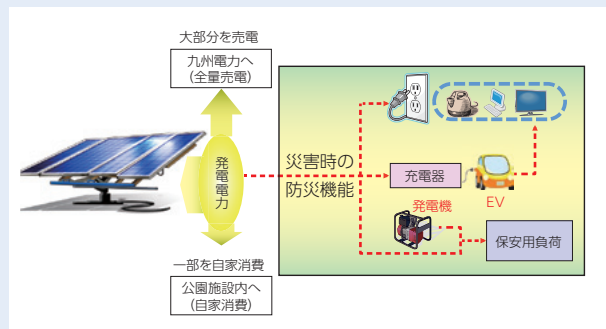 大部分を売電
九州電力へ
(全量売電)
発電電力
災害時の
防災機能
充電器
EV
発電機
保安用負荷
一部を自家消費
公園施設内へ
(自家消費)